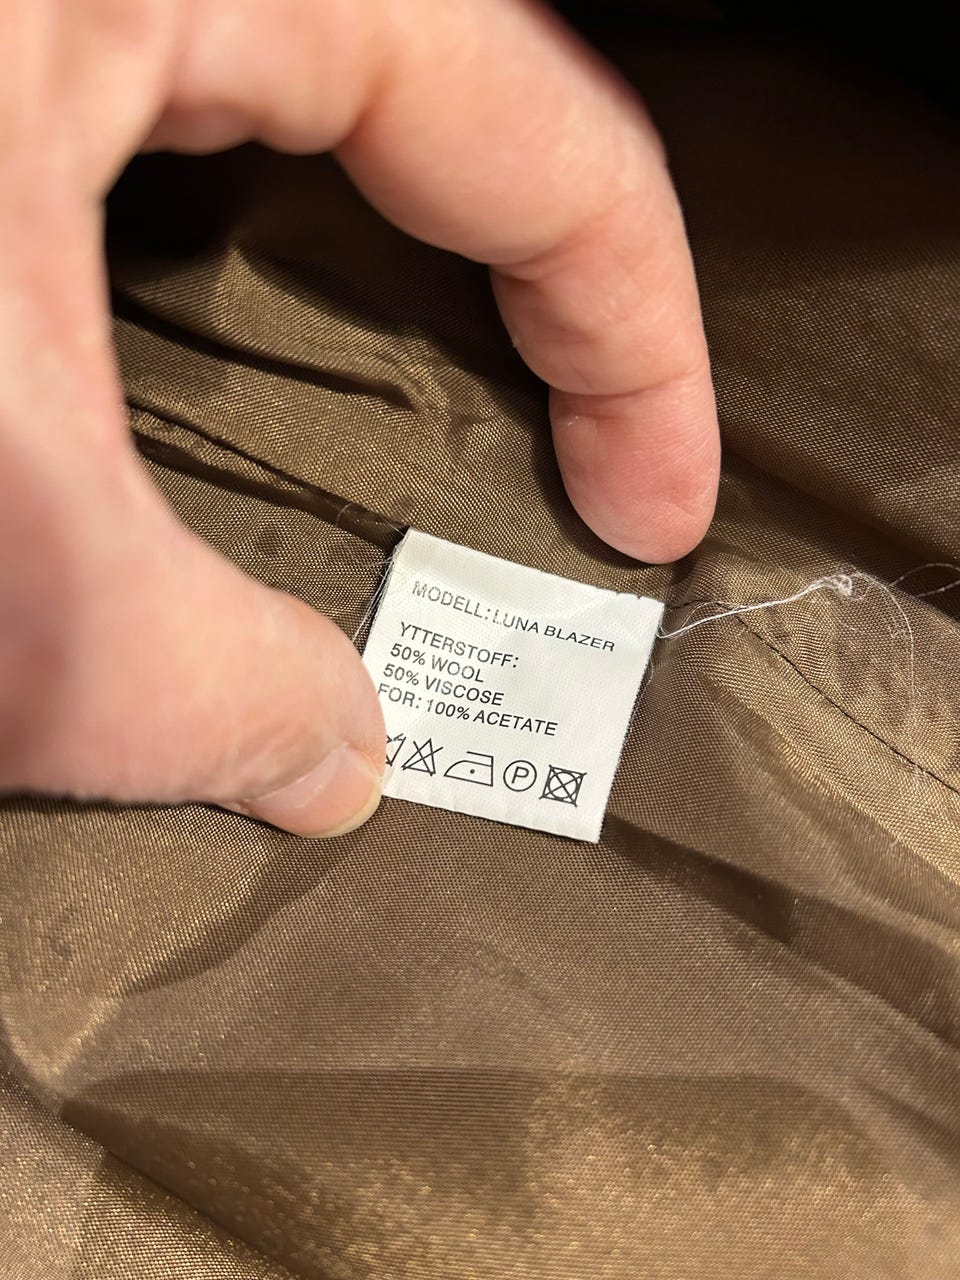 MODELL: LUNA BLAZER
YTTERSTOFF:
50% WOOL
50% VISCOSE
FOR: 100% ACETATE
P